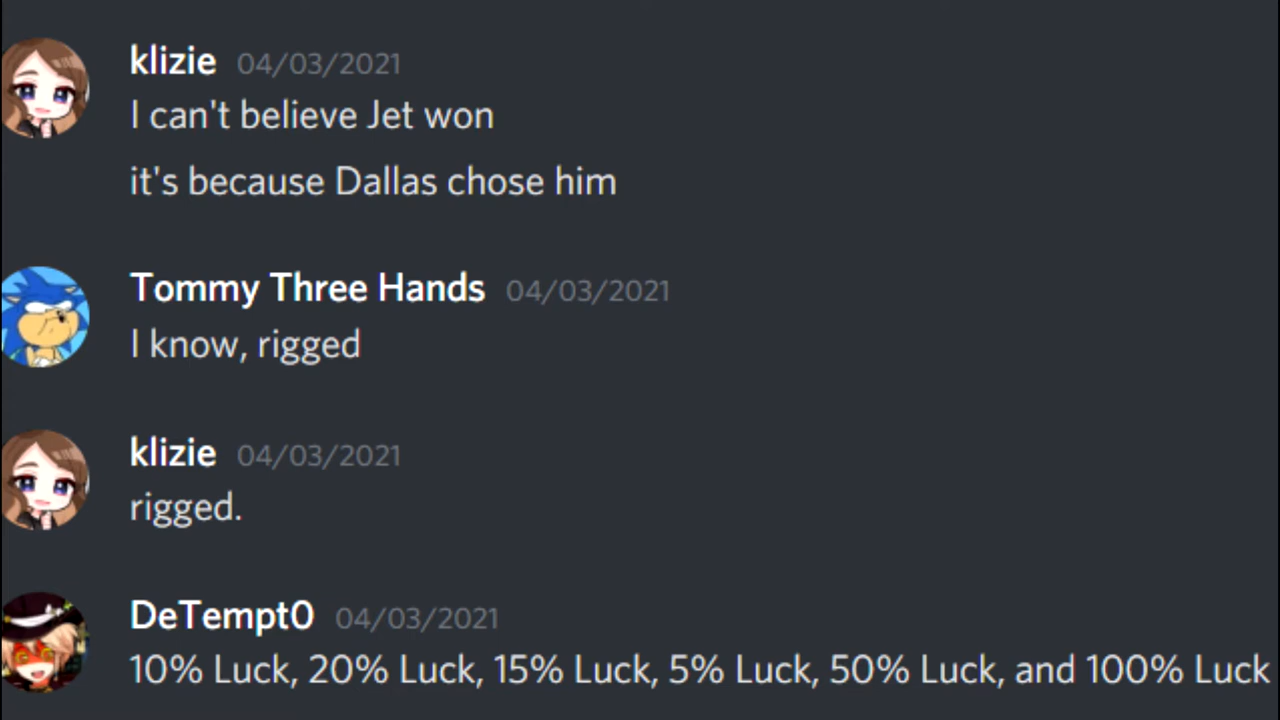 klizie 04/03/2021
I can't believe Jet won
it's because Dallas chose him
Tommy Three Hands 04/03/2021
I know, rigged
klizie 04/03/2021
rigged.
DeTempt0 04/03/2021
10% Luck, 20% Luck, 15% Luck, 5% Luck, 50% Luck, and 100% Luck